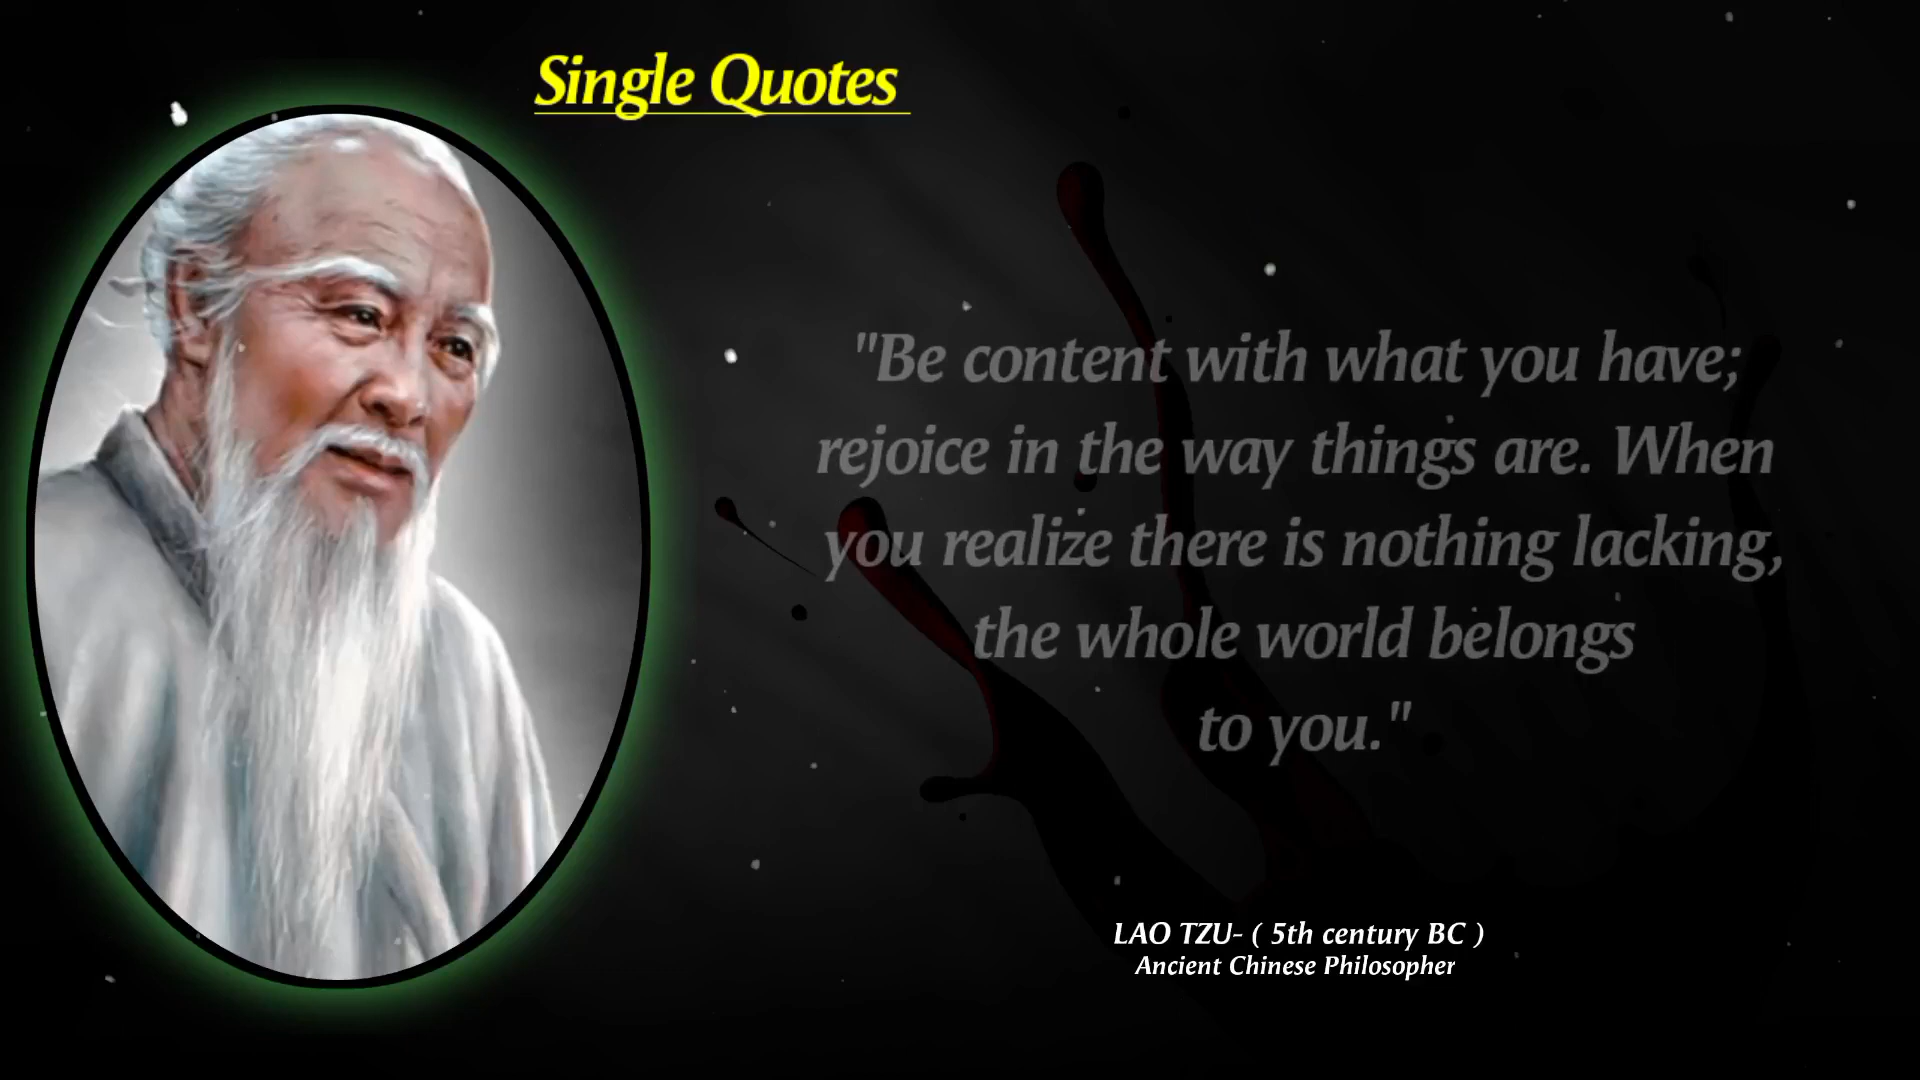 Single Quotes
"Be content with what you have;
rejoice in the way things are. When
you realize there is nothing lacking,
the whole world belongs
to you."
LAO TZU- ( 5th century BC )
Ancient Chinese Philosopher